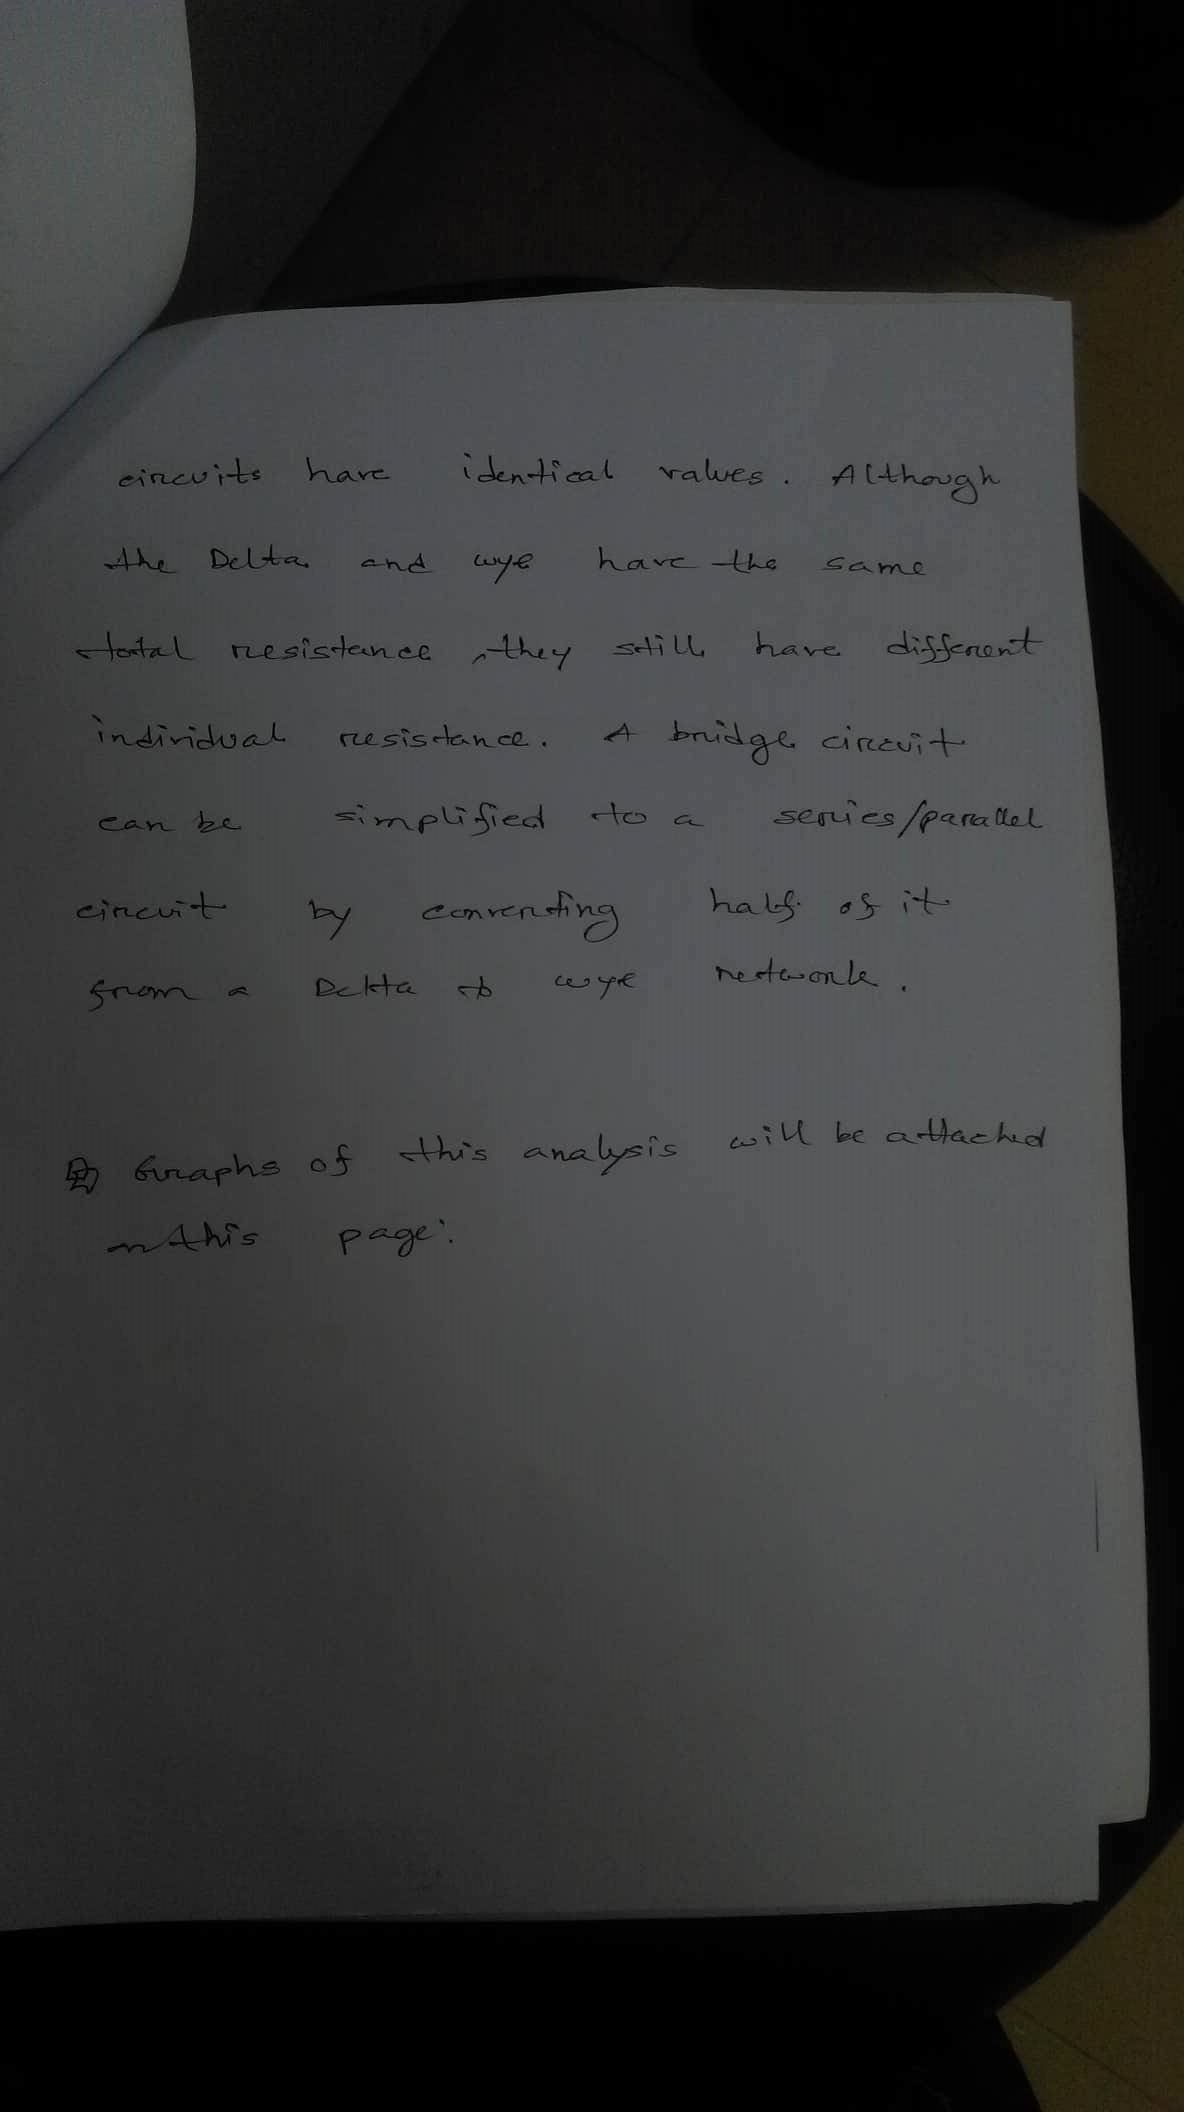 circuits have identical values. Although
the Delta and wye have the same
total resistance, they still have different
individual resistance. A bridge circuit
can be simplified to a series/parallel
circuit by converting half of it
from a Delta to wye network.
Graphs of this analysis will be attached
on this page: